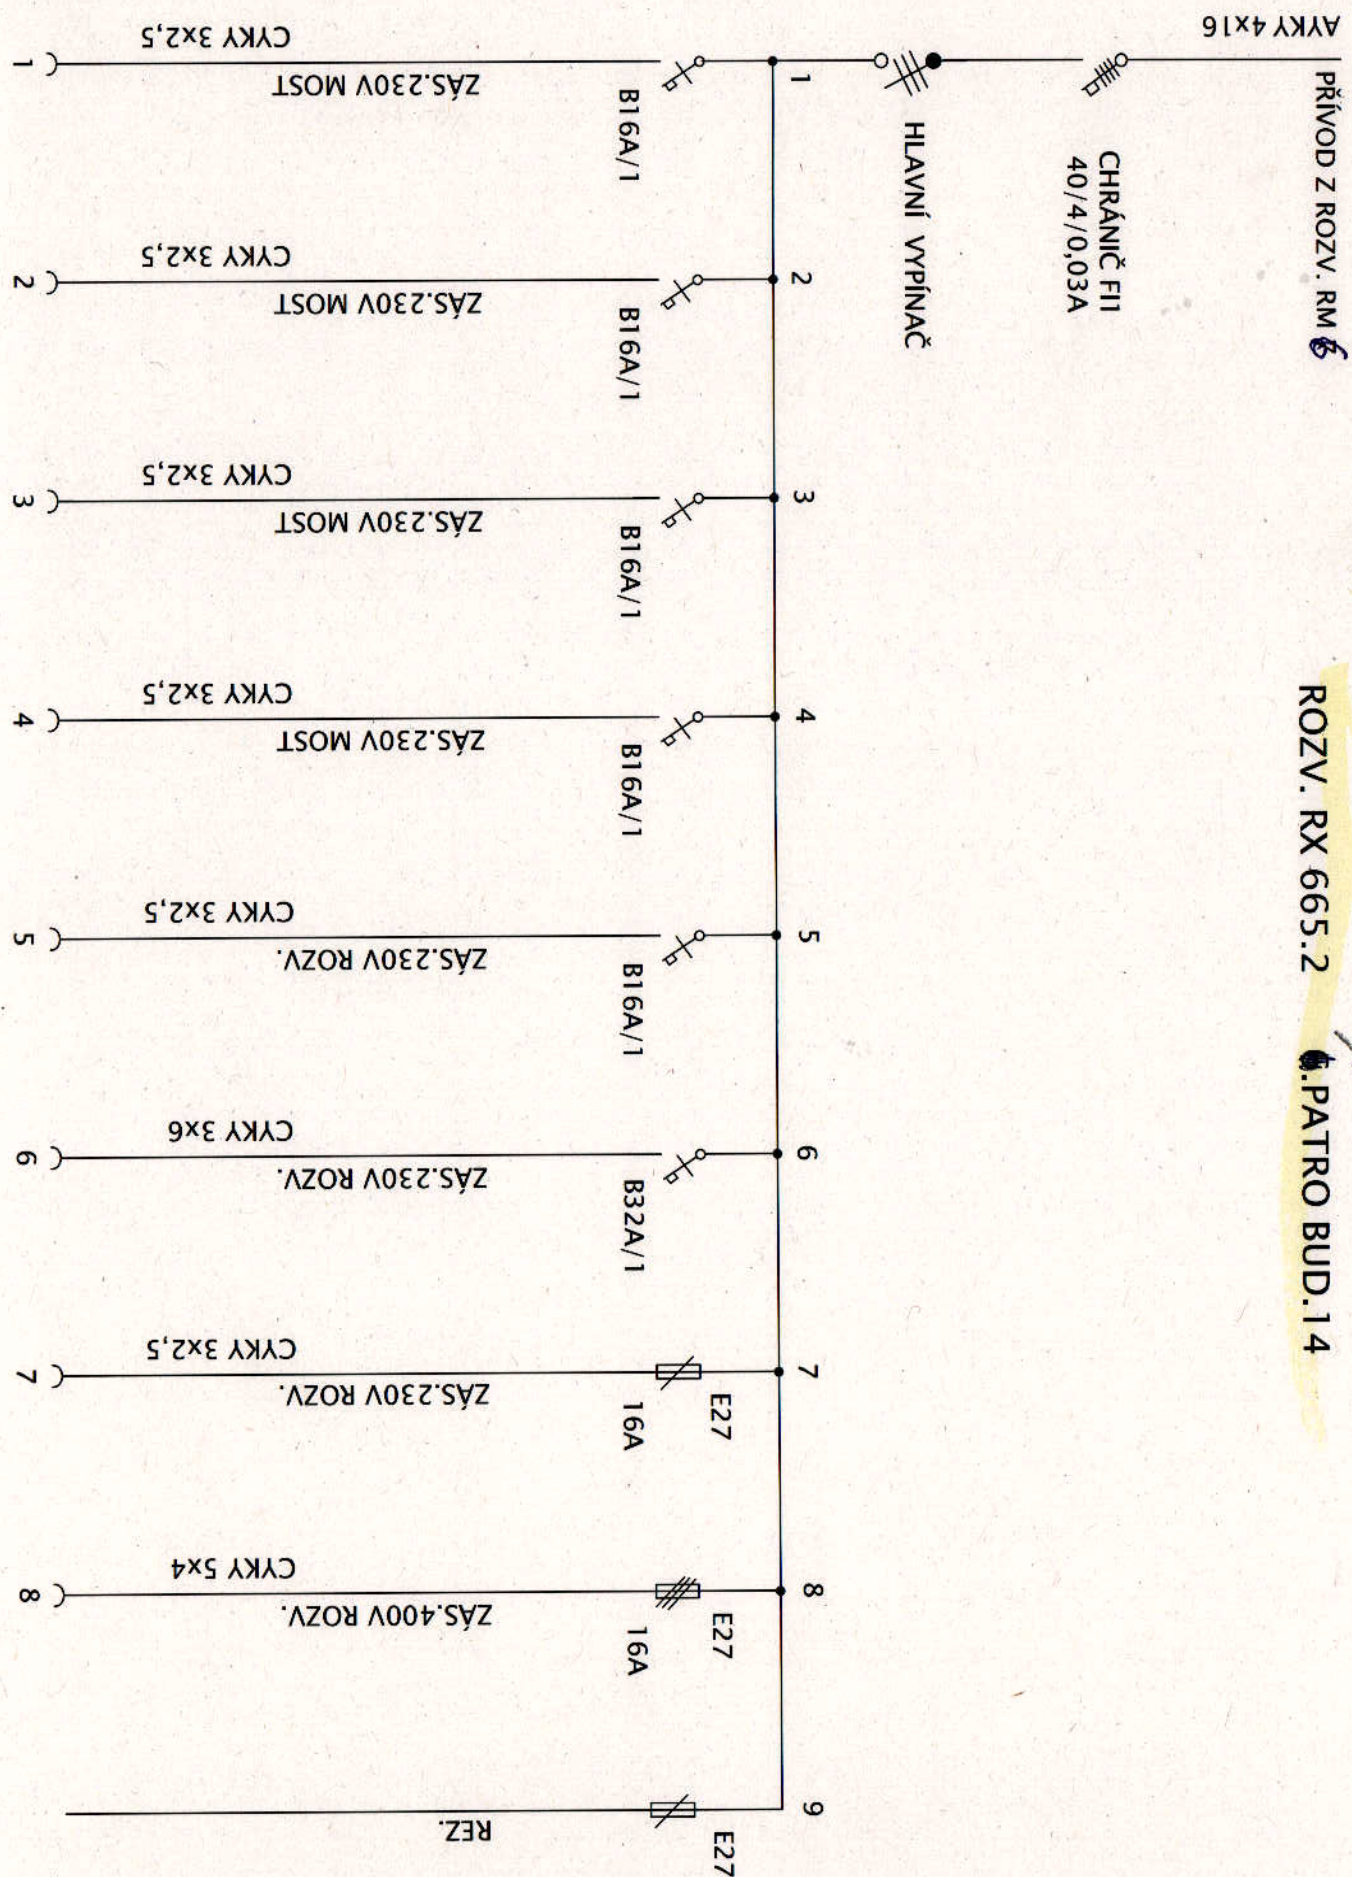 ROZV. RX 665.2 .PATRO BUD.14
PŘÍVOD Z ROZV. RM 6
AYKY 4x16
CHRÁNIČ FI1
40/4/0,03A
HLAVNÍ VYPÍNAČ
1 2 3 4 5 6 7 8 9
B16A/1
B16A/1
B16A/1
B16A/1
B16A/1
B32A/1
E27
16A
E27
16A
E27
CYKY 3x2,5
ZÁS.230V MOST
CYKY 3x2,5
ZÁS.230V MOST
CYKY 3x2,5
ZÁS.230V MOST
CYKY 3x2,5
ZÁS.230V MOST
CYKY 3x2,5
ZÁS.230V ROZV.
CYKY 3x6
ZÁS.230V ROZV.
CYKY 3x2,5
ZÁS.230V ROZV.
CYKY 5x4
ZÁS.400V ROZV.
REZ.
1 2 3 4 5 6 7 8